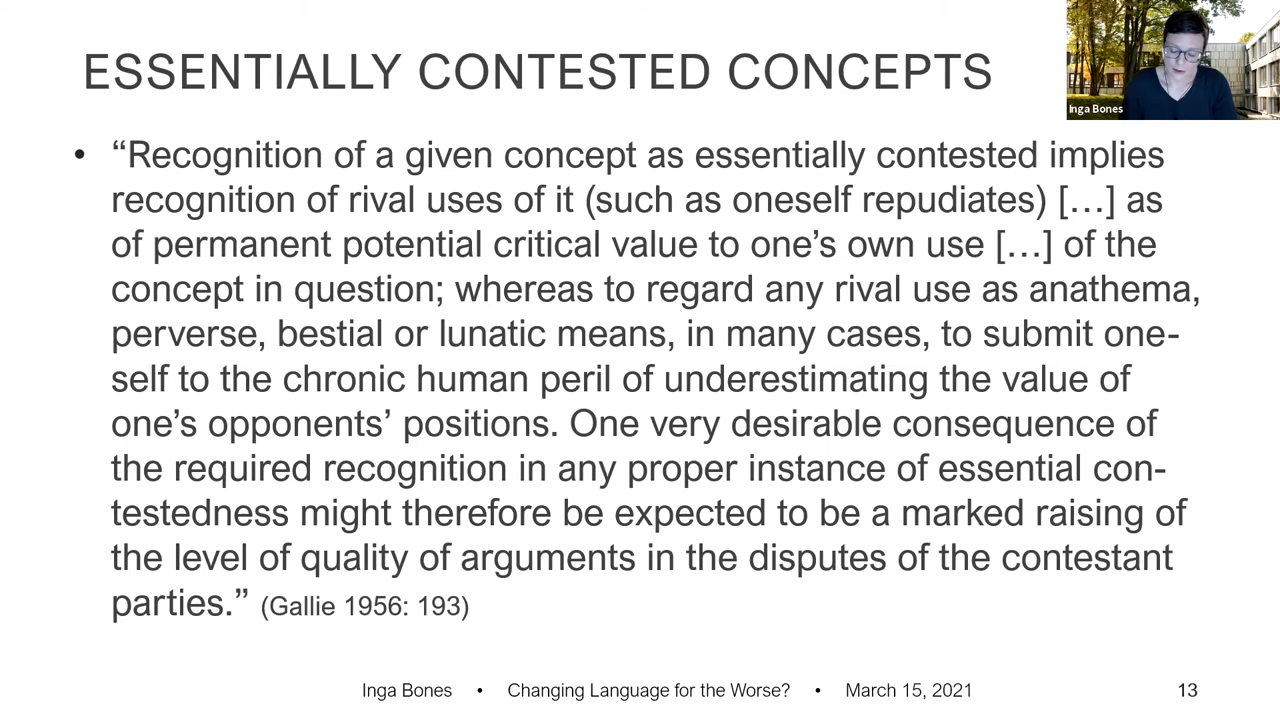 ESSENTIALLY CONTESTED CONCEPTS
Inga Bones
• “Recognition of a given concept as essentially contested implies
recognition of rival uses of it (such as oneself repudiates) […] as
of permanent potential critical value to one’s own use […] of the
concept in question; whereas to regard any rival use as anathema,
perverse, bestial or lunatic means, in many cases, to submit one-
self to the chronic human peril of underestimating the value of
one’s opponents’ positions. One very desirable consequence of
the required recognition in any proper instance of essential con-
testedness might therefore be expected to be a marked raising of
the level of quality of arguments in the disputes of the contestant
parties.” (Gallie 1956: 193)
Inga Bones • Changing Language for the Worse? • March 15, 2021 13